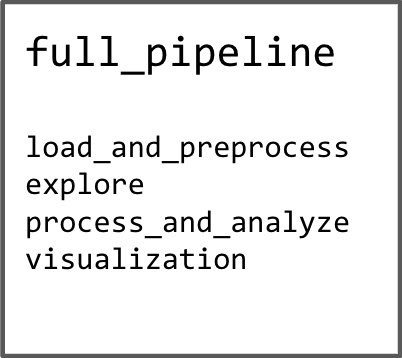 full_pipeline
load_and_preprocess
explore
process_and_analyze
visualization